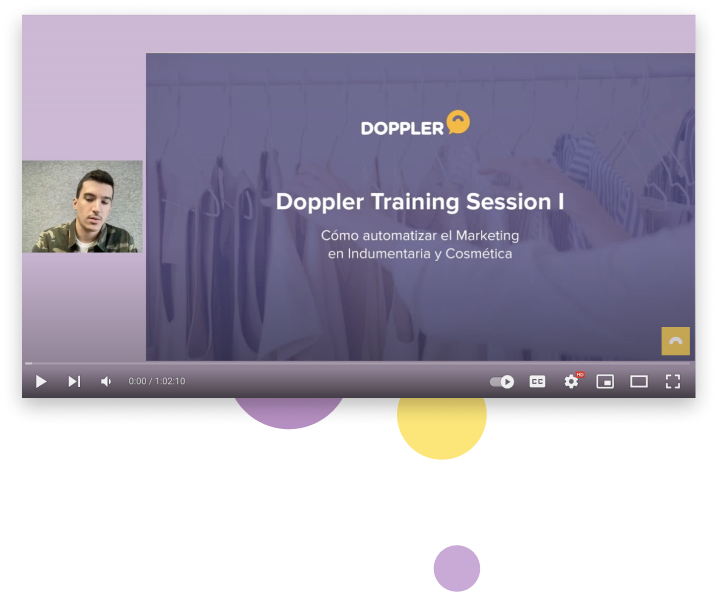 DOPPLER
Doppler Training Session I
Cómo automatizar el Marketing
en Indumentaria y Cosmética
0:00 / 1:02:10
CC
HD